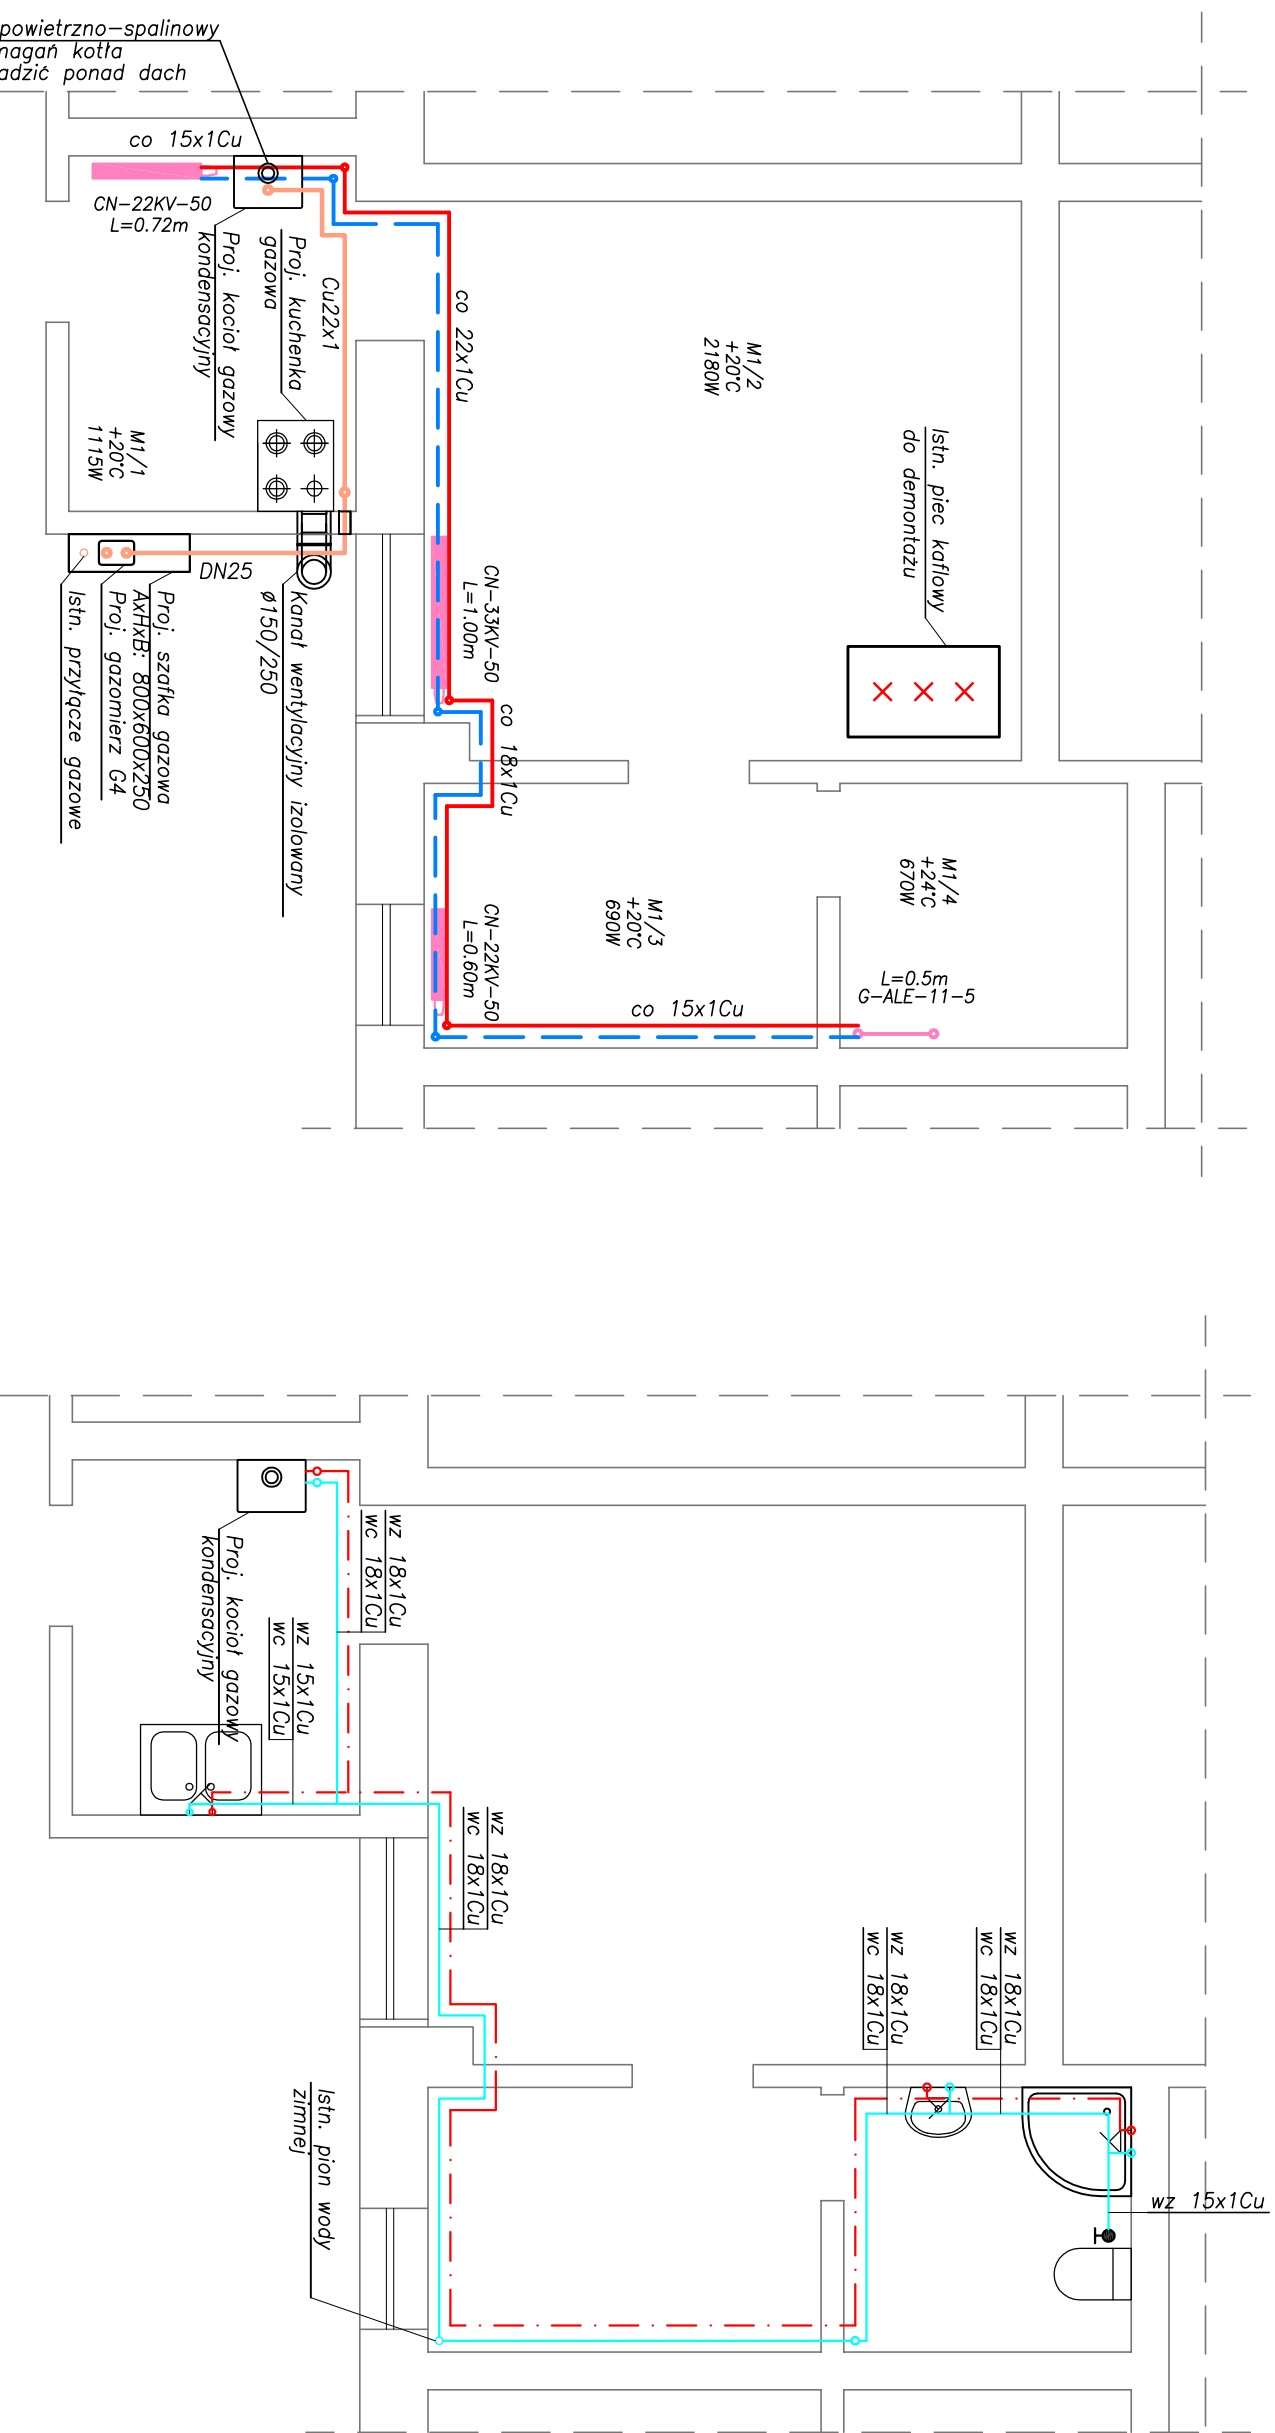 powietrzno-spalinowy
magań kotła
adzić ponad dach
co 15x1Cu
CN-22KV-50
L=0.72m
Proj. kocioł gazowy
kondensacyjny
Proj. kuchenka
gazowa
Cu22x1
co 22x1Cu
M1/2
+20°C
2180W
Istn. piec kaflowy
do demontażu
M1/1
+20°C
1115W
DN25
CN-33KV-50
L=1.00m
Proj. szafka gazowa
AxHxB: 800x600x250
Proj. gazomierz G4
Istn. przyłącze gazowe
Kanał wentylacyjny izolowany
ø150/250
co 18x1Cu
M1/4
+24°C
670W
M1/3
+20°C
690W
CN-22KV-50
L=0.60m
L=0.5m
G-ALE-11-5
co 15x1Cu
wz 18x1Cu
wc 18x1Cu
Proj. kocioł gazowy
kondensacyjny
wz 15x1Cu
wc 15x1Cu
wz 18x1Cu
wc 18x1Cu
wz 18x1Cu
wc 18x1Cu
wz 18x1Cu
wc 18x1Cu
Istn. pion wody
zimnej
wz 15x1Cu